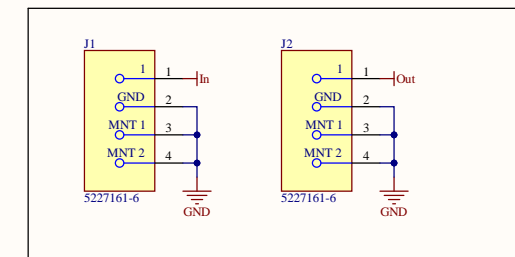 J1
1 1 In
GND 2
MNT 1 3
MNT 2 4
5227161-6
GND
J2
1 1 Out
GND 2
MNT 1 3
MNT 2 4
5227161-6
GND